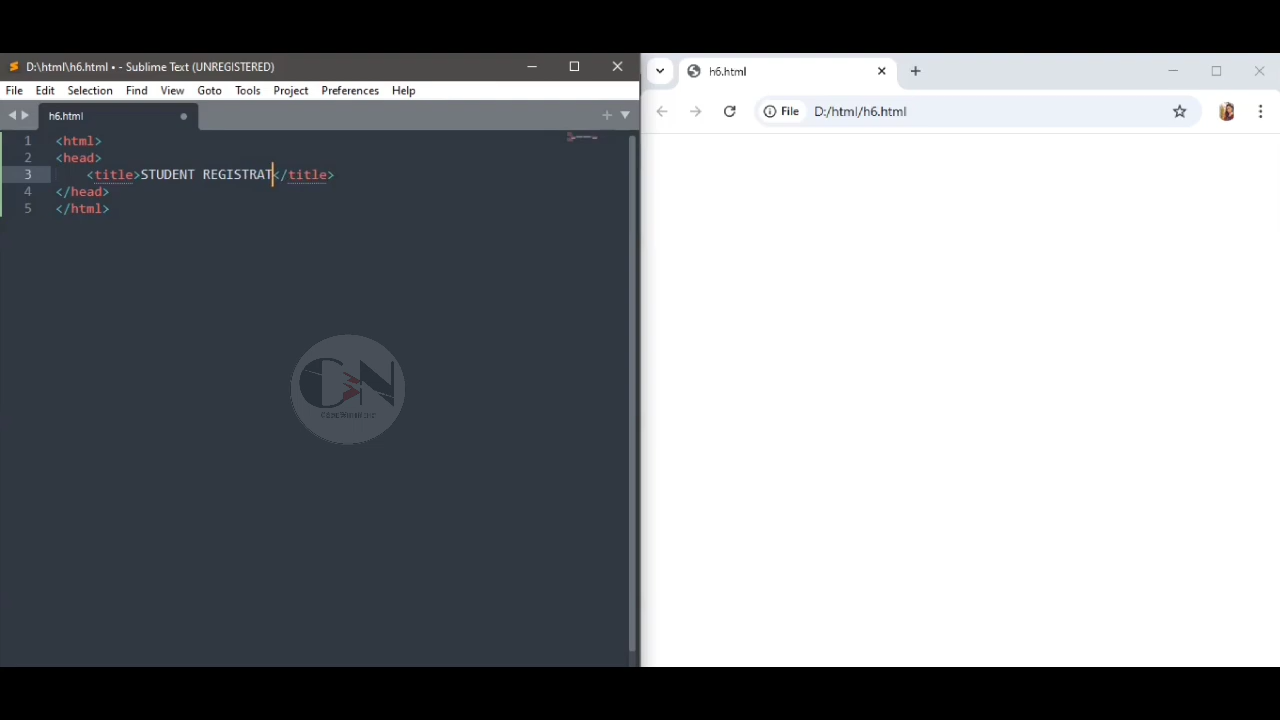 D:\html\h6.html • - Sublime Text (UNREGISTERED)
File Edit Selection Find View Goto Tools Project Preferences Help
h6.html
1 <html>
2 <head>
3 <title>STUDENT REGISTRAT</title>
4 </head>
5 </html>
h6.html
File D:/html/h6.html